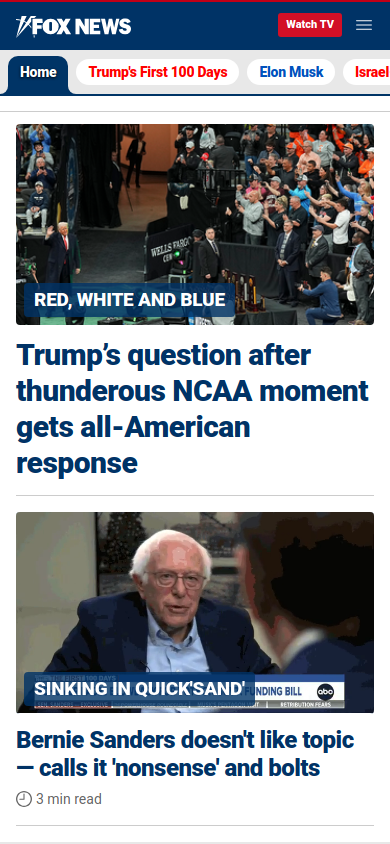 FOX NEWS
Watch TV
Home
Trump's First 100 Days
Elon Musk
Israel
WELLS FARGO
RED, WHITE AND BLUE
Trump’s question after
thunderous NCAA moment
gets all-American
response
SINKING IN QUICK'SAND'
FUNDING BILL
abc
RETRIBUTION FEARS
Bernie Sanders doesn't like topic
— calls it 'nonsense' and bolts
3 min read